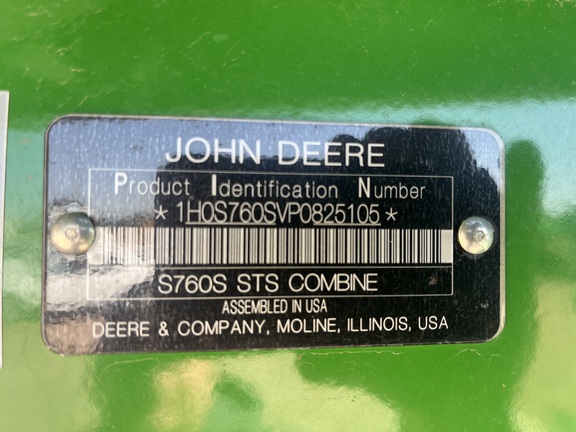 JOHN DEERE
Product Identification Number
*1H0S760SVP0825105*
S760S STS COMBINE
ASSEMBLED IN USA
DEERE & COMPANY, MOLINE, ILLINOIS, USA